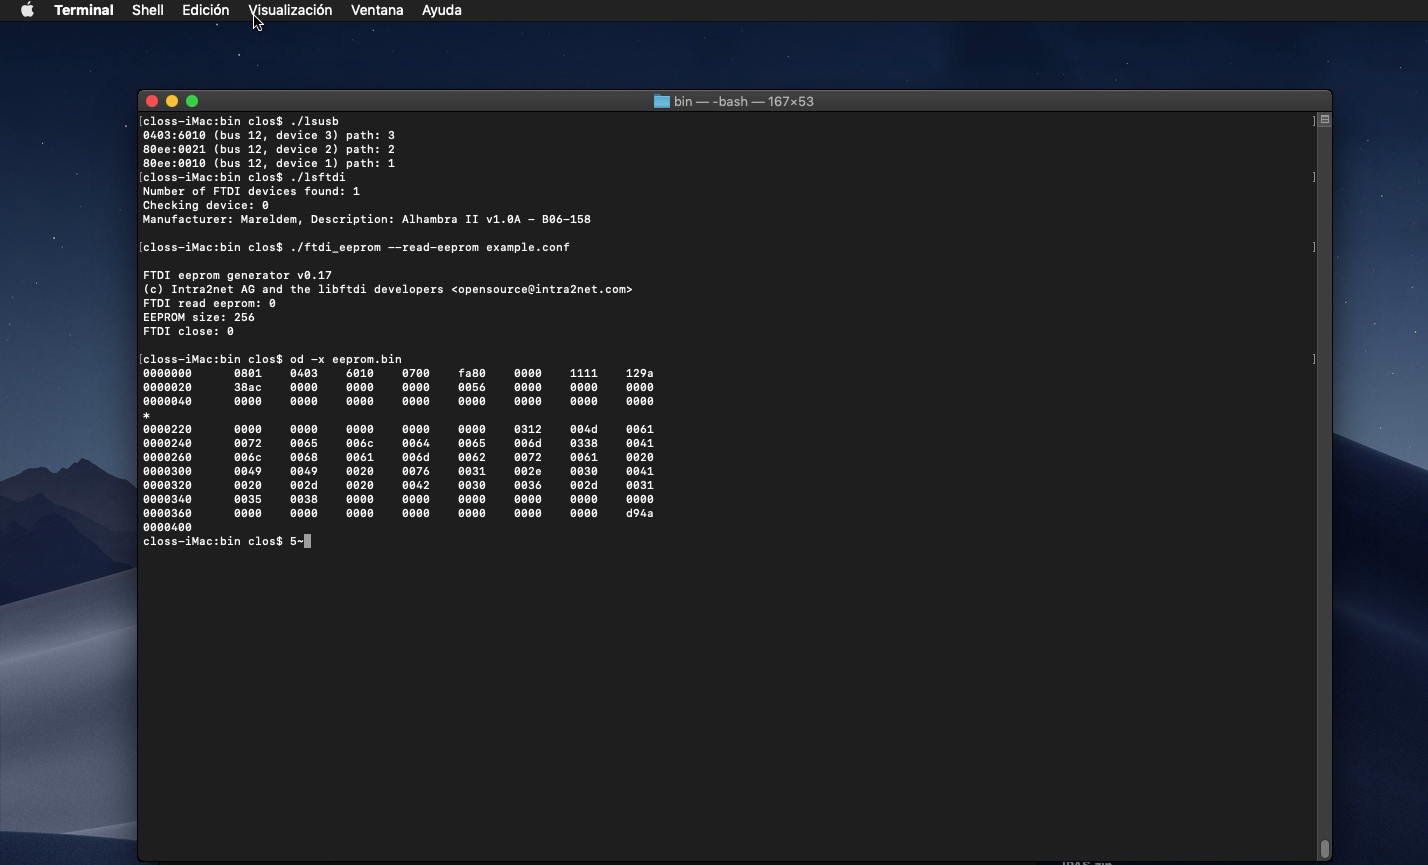 Terminal Shell Edición Visualización Ventana Ayuda
bin — -bash — 167×53
[closs-iMac:bin clos$ ./lsusb ]
0403:6010 (bus 12, device 3) path: 3
80ee:0021 (bus 12, device 2) path: 2
80ee:0010 (bus 12, device 1) path: 1
[closs-iMac:bin clos$ ./lsftdi ]
Number of FTDI devices found: 1
Checking device: 0
Manufacturer: Mareldem, Description: Alhambra II v1.0A - B06-158
[closs-iMac:bin clos$ ./ftdi_eeprom --read-eeprom example.conf ]
FTDI eeprom generator v0.17
(c) Intra2net AG and the libftdi developers <opensource@intra2net.com>
FTDI read eeprom: 0
EEPROM size: 256
FTDI close: 0
[closs-iMac:bin clos$ od -x eeprom.bin ]
0000000 0801 0403 6010 0700 fa80 0000 1111 129a
0000020 38ac 0000 0000 0000 0056 0000 0000 0000
0000040 0000 0000 0000 0000 0000 0000 0000 0000
*
0000220 0000 0000 0000 0000 0000 0312 004d 0061
0000240 0072 0065 006c 0064 0065 006d 0338 0041
0000260 006c 0068 0061 006d 0062 0072 0061 0020
0000300 0049 0049 0020 0076 0031 002e 0030 0041
0000320 0020 002d 0020 0042 0030 0036 002d 0031
0000340 0035 0038 0000 0000 0000 0000 0000 0000
0000360 0000 0000 0000 0000 0000 0000 0000 d94a
0000400
closs-iMac:bin clos$ 5~